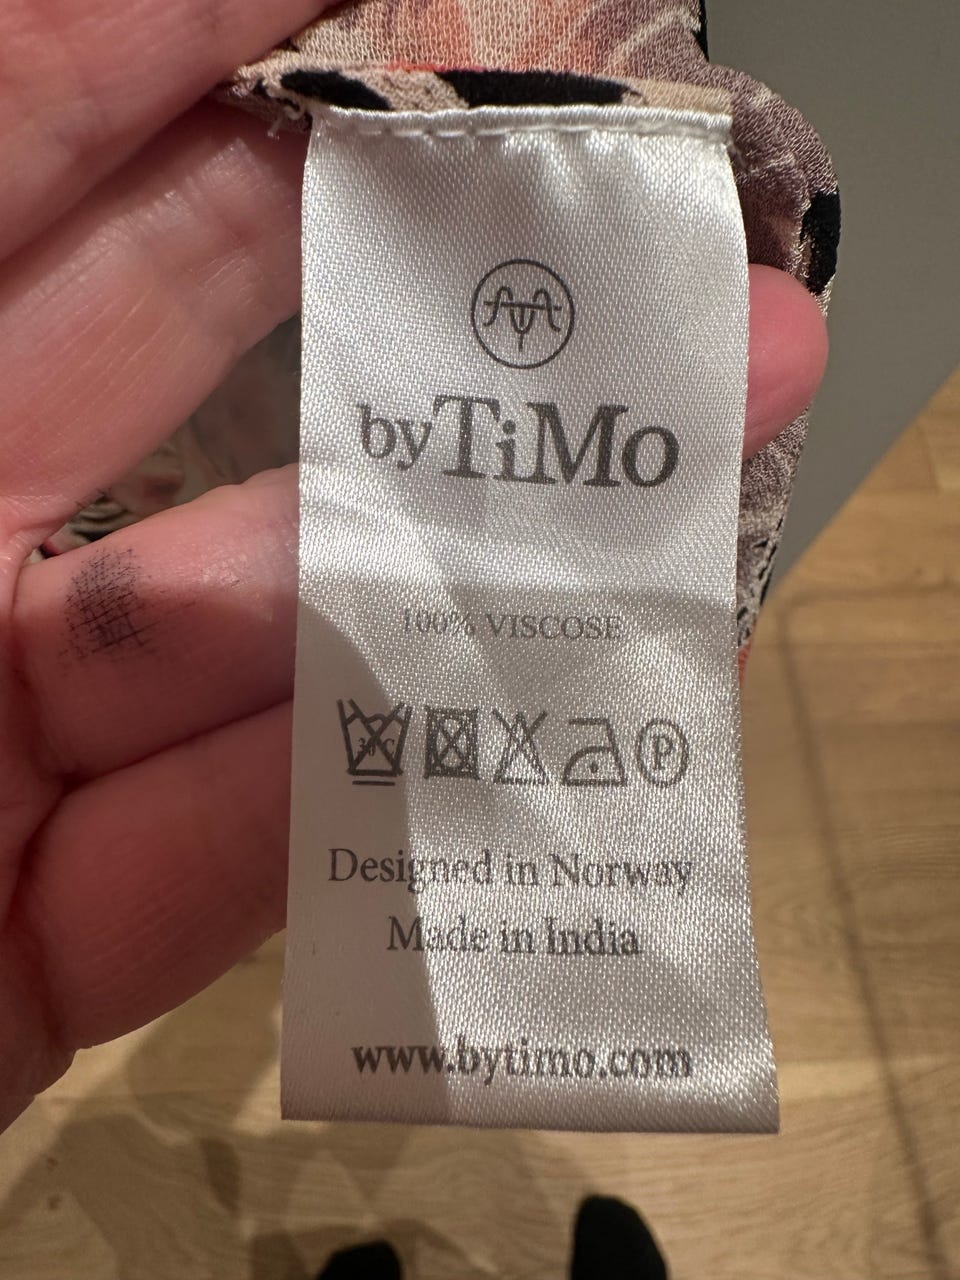 byTiMo
100% VISCOSE
P
Designed in Norway
Made in India
www.bytimo.com